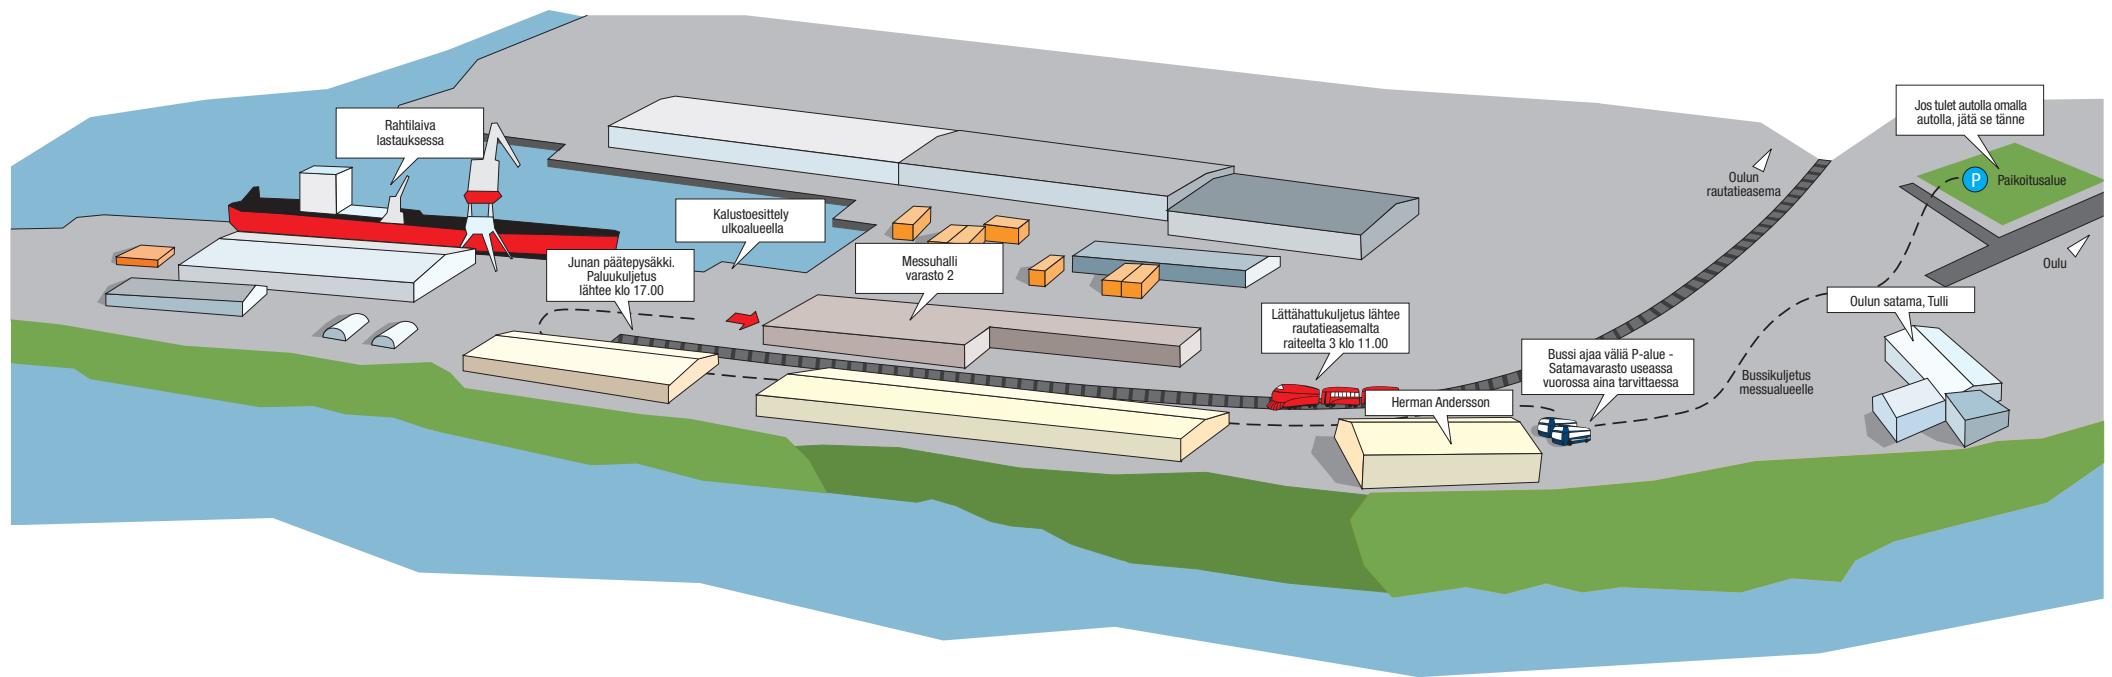 Rahtilaiva
lastauksessa
Junan päätepysäkki.
Paluukuljetus
lähtee klo 17.00
Kalustoesittely
ulkoalueella
Messuhalli
varasto 2
Lättähattukuljetus lähtee
rautatieasemalta
raiteelta 3 klo 11.00
Herman Andersson
Bussi ajaa väliä P-alue -
Satamavarasto useassa
vuorossa aina tarvittaessa
Bussikuljetus
messualueelle
Oulun
rautatieasema
Jos tulet autolla omalla
autolla, jätä se tänne
P
Paikoitusalue
Oulu
Oulun satama, Tulli